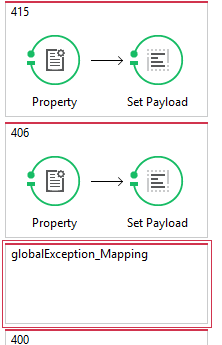 415
Property
Set Payload
406
Property
Set Payload
globalException_Mapping
400